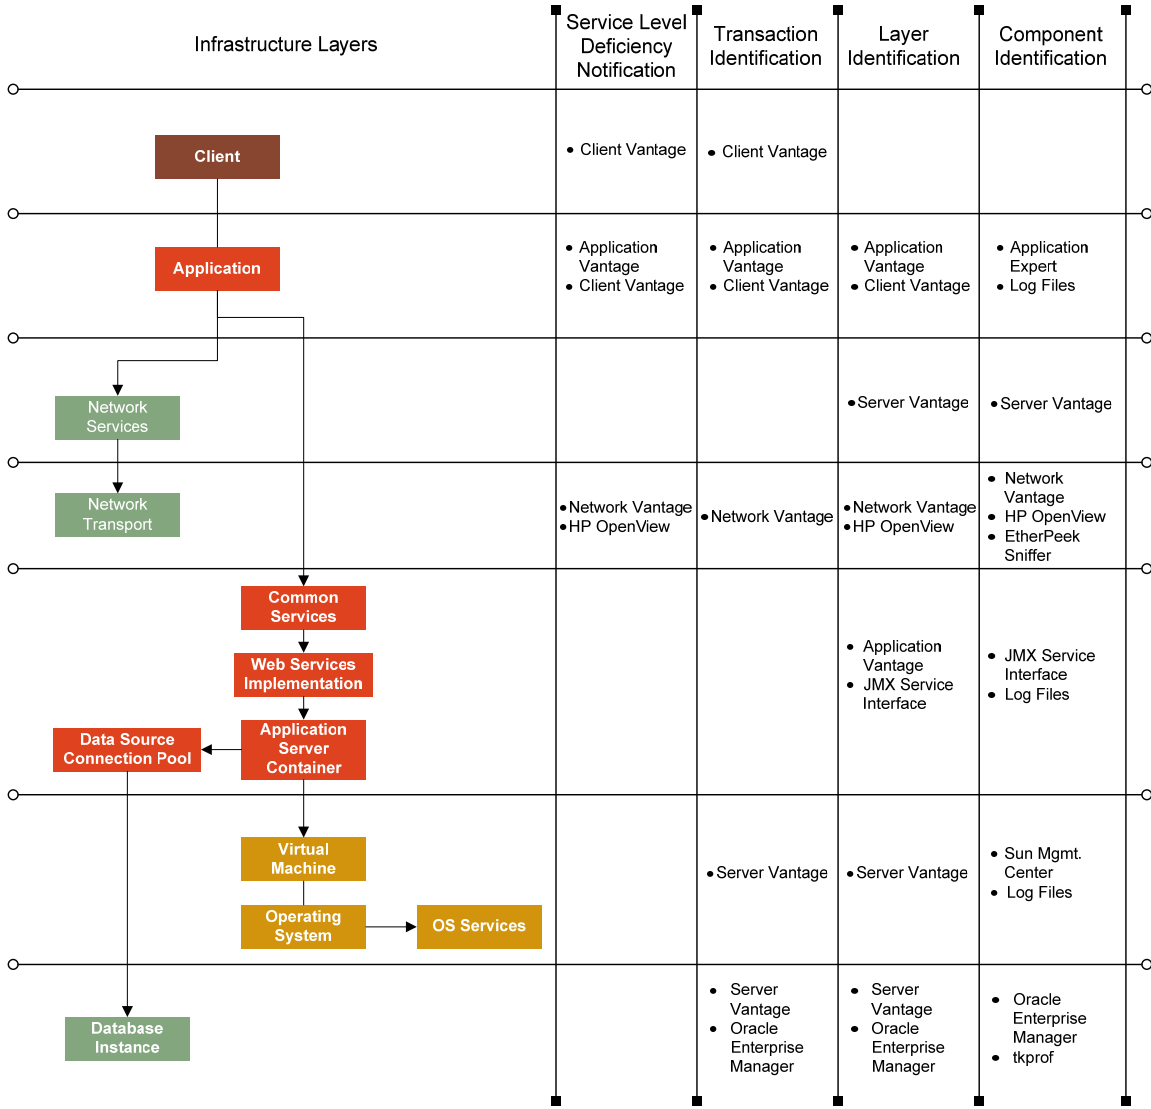 Infrastructure Layers
Service Level
Deficiency
Notification
Transaction
Identification
Layer
Identification
Component
Identification
Client
• Client Vantage
• Client Vantage
Application
• Application
Vantage
• Client Vantage
• Application
Vantage
• Client Vantage
• Application
Vantage
• Client Vantage
• Application
Expert
• Log Files
Network
Services
• Server Vantage
• Server Vantage
Network
Transport
• Network Vantage
• HP OpenView
• Network Vantage
• Network Vantage
• HP OpenView
• Network
Vantage
• HP OpenView
• EtherPeek
Sniffer
Common
Services
Web Services
Implementation
Application
Server
Container
Data Source
Connection Pool
• Application
Vantage
• JMX Service
Interface
• JMX Service
Interface
• Log Files
Virtual
Machine
Operating
System
OS Services
• Server Vantage
• Server Vantage
• Sun Mgmt.
Center
• Log Files
Database
Instance
• Server
Vantage
• Oracle
Enterprise
Manager
• Server
Vantage
• Oracle
Enterprise
Manager
• Oracle
Enterprise
Manager
• tkprof